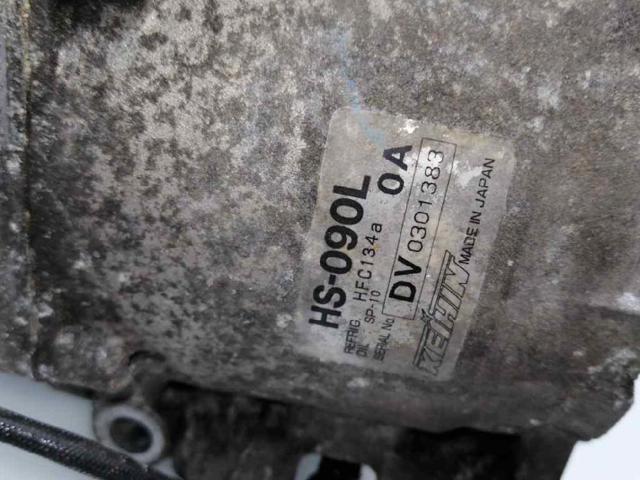 HS-090L
REFRIG HFC134a
OIL SP-10 0A
SERIAL No DV 0301383
KEIHIN MADE IN JAPAN